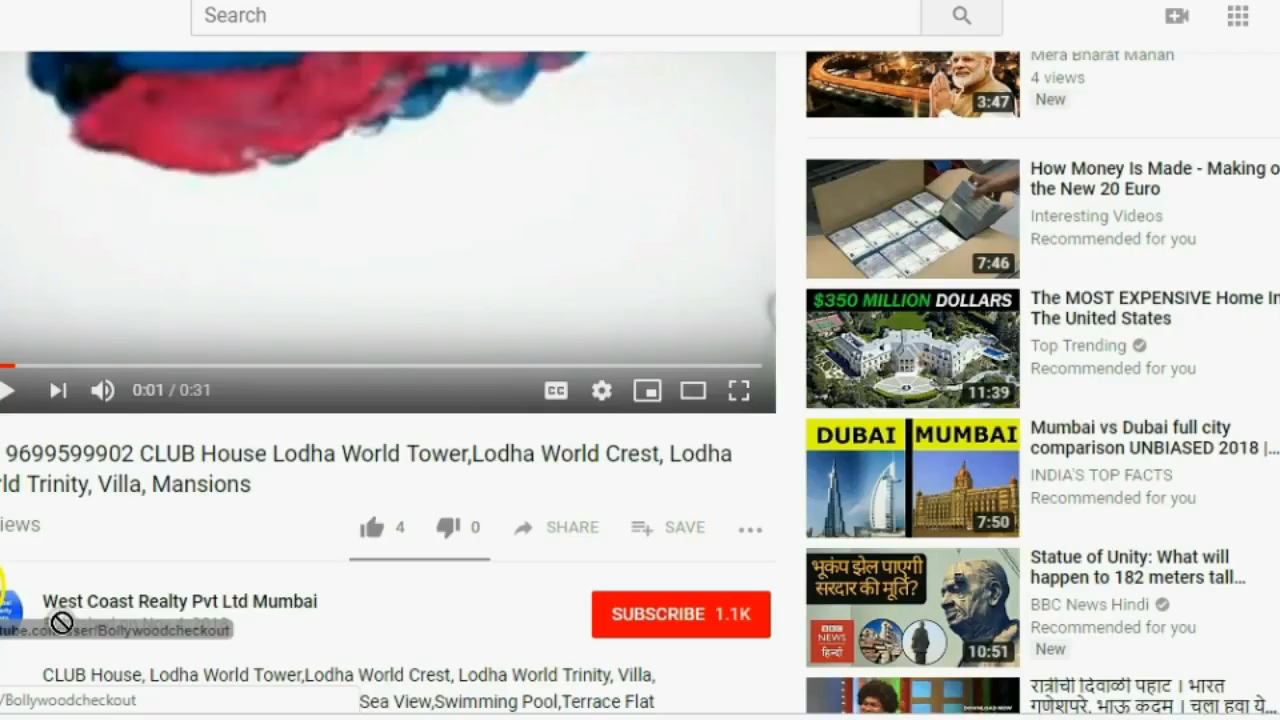 Search
Mera Bharat Mahan
4 views
New
3:47
How Money Is Made - Making o
the New 20 Euro
Interesting Videos
Recommended for you
7:46
$350 MILLION DOLLARS
11:39
The MOST EXPENSIVE Home In
The United States
Top Trending
Recommended for you
0:01 / 0:31
CC
DUBAI MUMBAI
7:50
Mumbai vs Dubai full city
comparison UNBIASED 2018 |...
INDIA'S TOP FACTS
Recommended for you
9699599902 CLUB House Lodha World Tower,Lodha World Crest, Lodha
rld Trinity, Villa, Mansions
iews
4
0
SHARE
SAVE
भूकंप झेल पाएगी
सरदार की मूर्ति?
BBC
NEWS
हिन्दी
10:51
Statue of Unity: What will
happen to 182 meters tall...
BBC News Hindi
Recommended for you
New
West Coast Realty Pvt Ltd Mumbai
SUBSCRIBE 1.1K
tube.com/user/Bollywoodcheckout
CLUB House, Lodha World Tower,Lodha World Crest, Lodha World Trinity, Villa,
Sea View,Swimming Pool,Terrace Flat
/Bollywoodcheckout
DOWNLOAD NOW
रात्रीची दिवाळी पहाट । भारत
गणेशपुरे, भाऊ कदम । चला हवा ये...